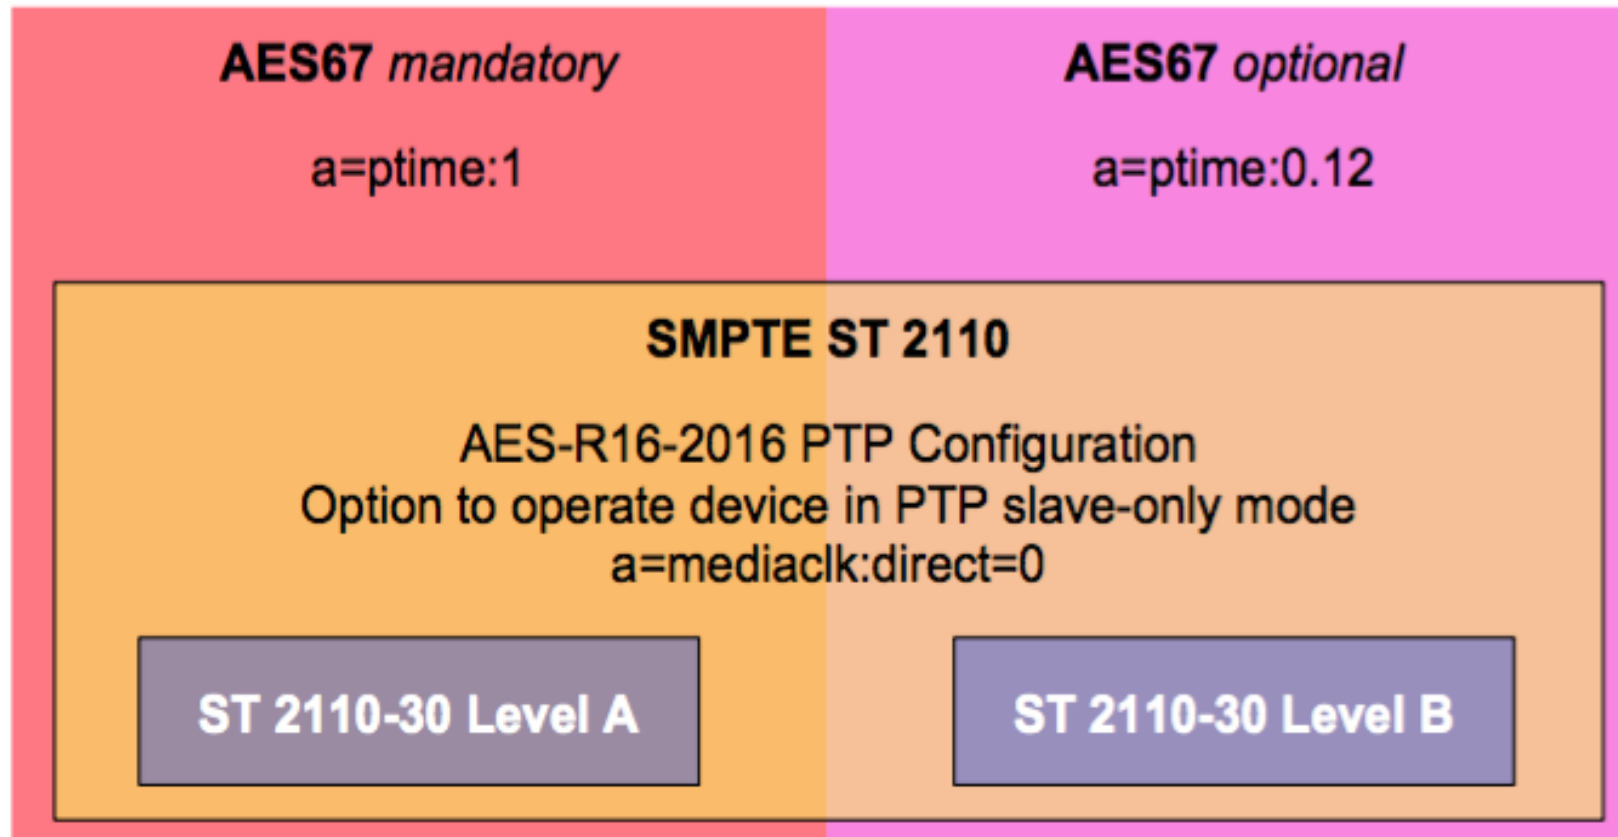 AES67 mandatory
AES67 optional
a=ptime:1
a=ptime:0.12
SMPTE ST 2110
AES-R16-2016 PTP Configuration
Option to operate device in PTP slave-only mode
a=mediaclk:direct=0
ST 2110-30 Level A
ST 2110-30 Level B